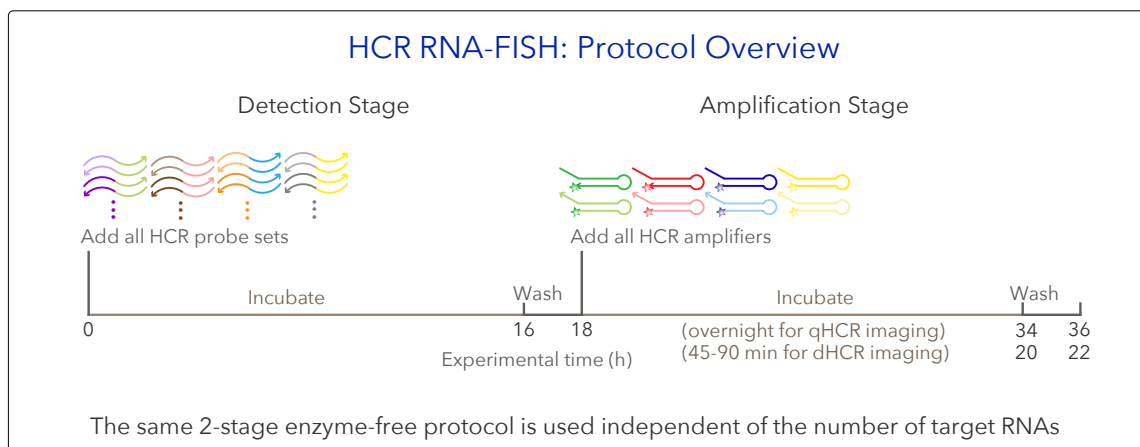 HCR RNA-FISH: Protocol Overview
Detection Stage
Amplification Stage
Add all HCR probe sets
Add all HCR amplifiers
Incubate
Wash
Incubate
Wash
0
16
18
(overnight for qHCR imaging)
34
36
Experimental time (h)
(45-90 min for dHCR imaging)
20
22
The same 2-stage enzyme-free protocol is used independent of the number of target RNAs